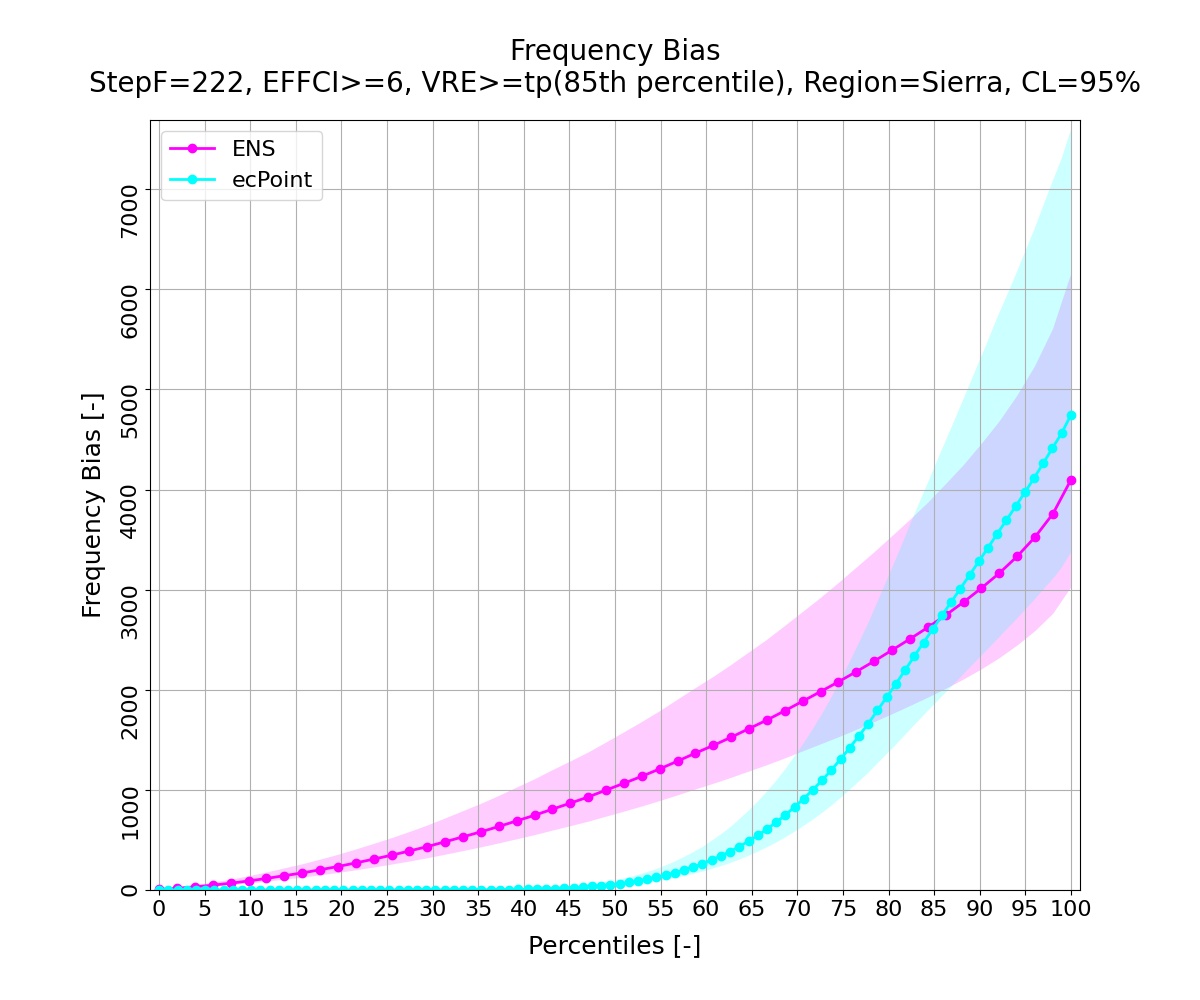 Frequency Bias
StepF=222, EFFCI>=6, VRE>=tp(85th percentile), Region=Sierra, CL=95%
ENS
ecPoint
Frequency Bias [-]
7000
6000
5000
4000
3000
2000
1000
0
0 5 10 15 20 25 30 35 40 45 50 55 60 65 70 75 80 85 90 95 100
Percentiles [-]